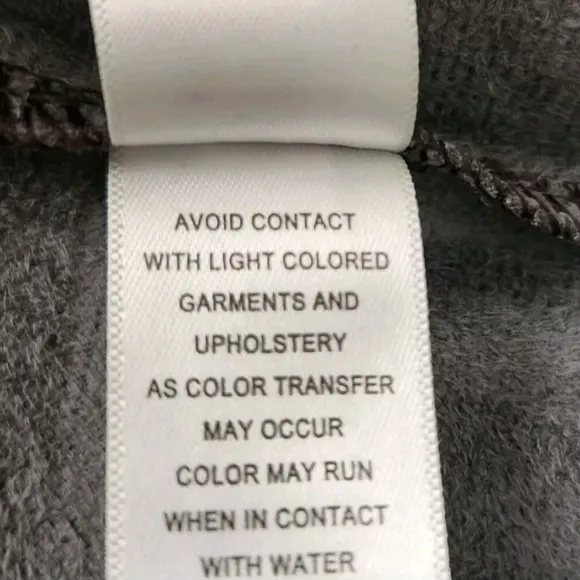 AVOID CONTACT
WITH LIGHT COLORED
GARMENTS AND
UPHOLSTERY
AS COLOR TRANSFER
MAY OCCUR
COLOR MAY RUN
WHEN IN CONTACT
WITH WATER